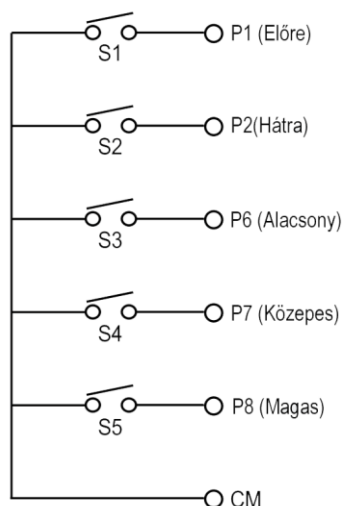 P1 (Előre)
S1
P2(Hátra)
S2
P6 (Alacsony)
S3
P7 (Közepes)
S4
P8 (Magas)
S5
CM